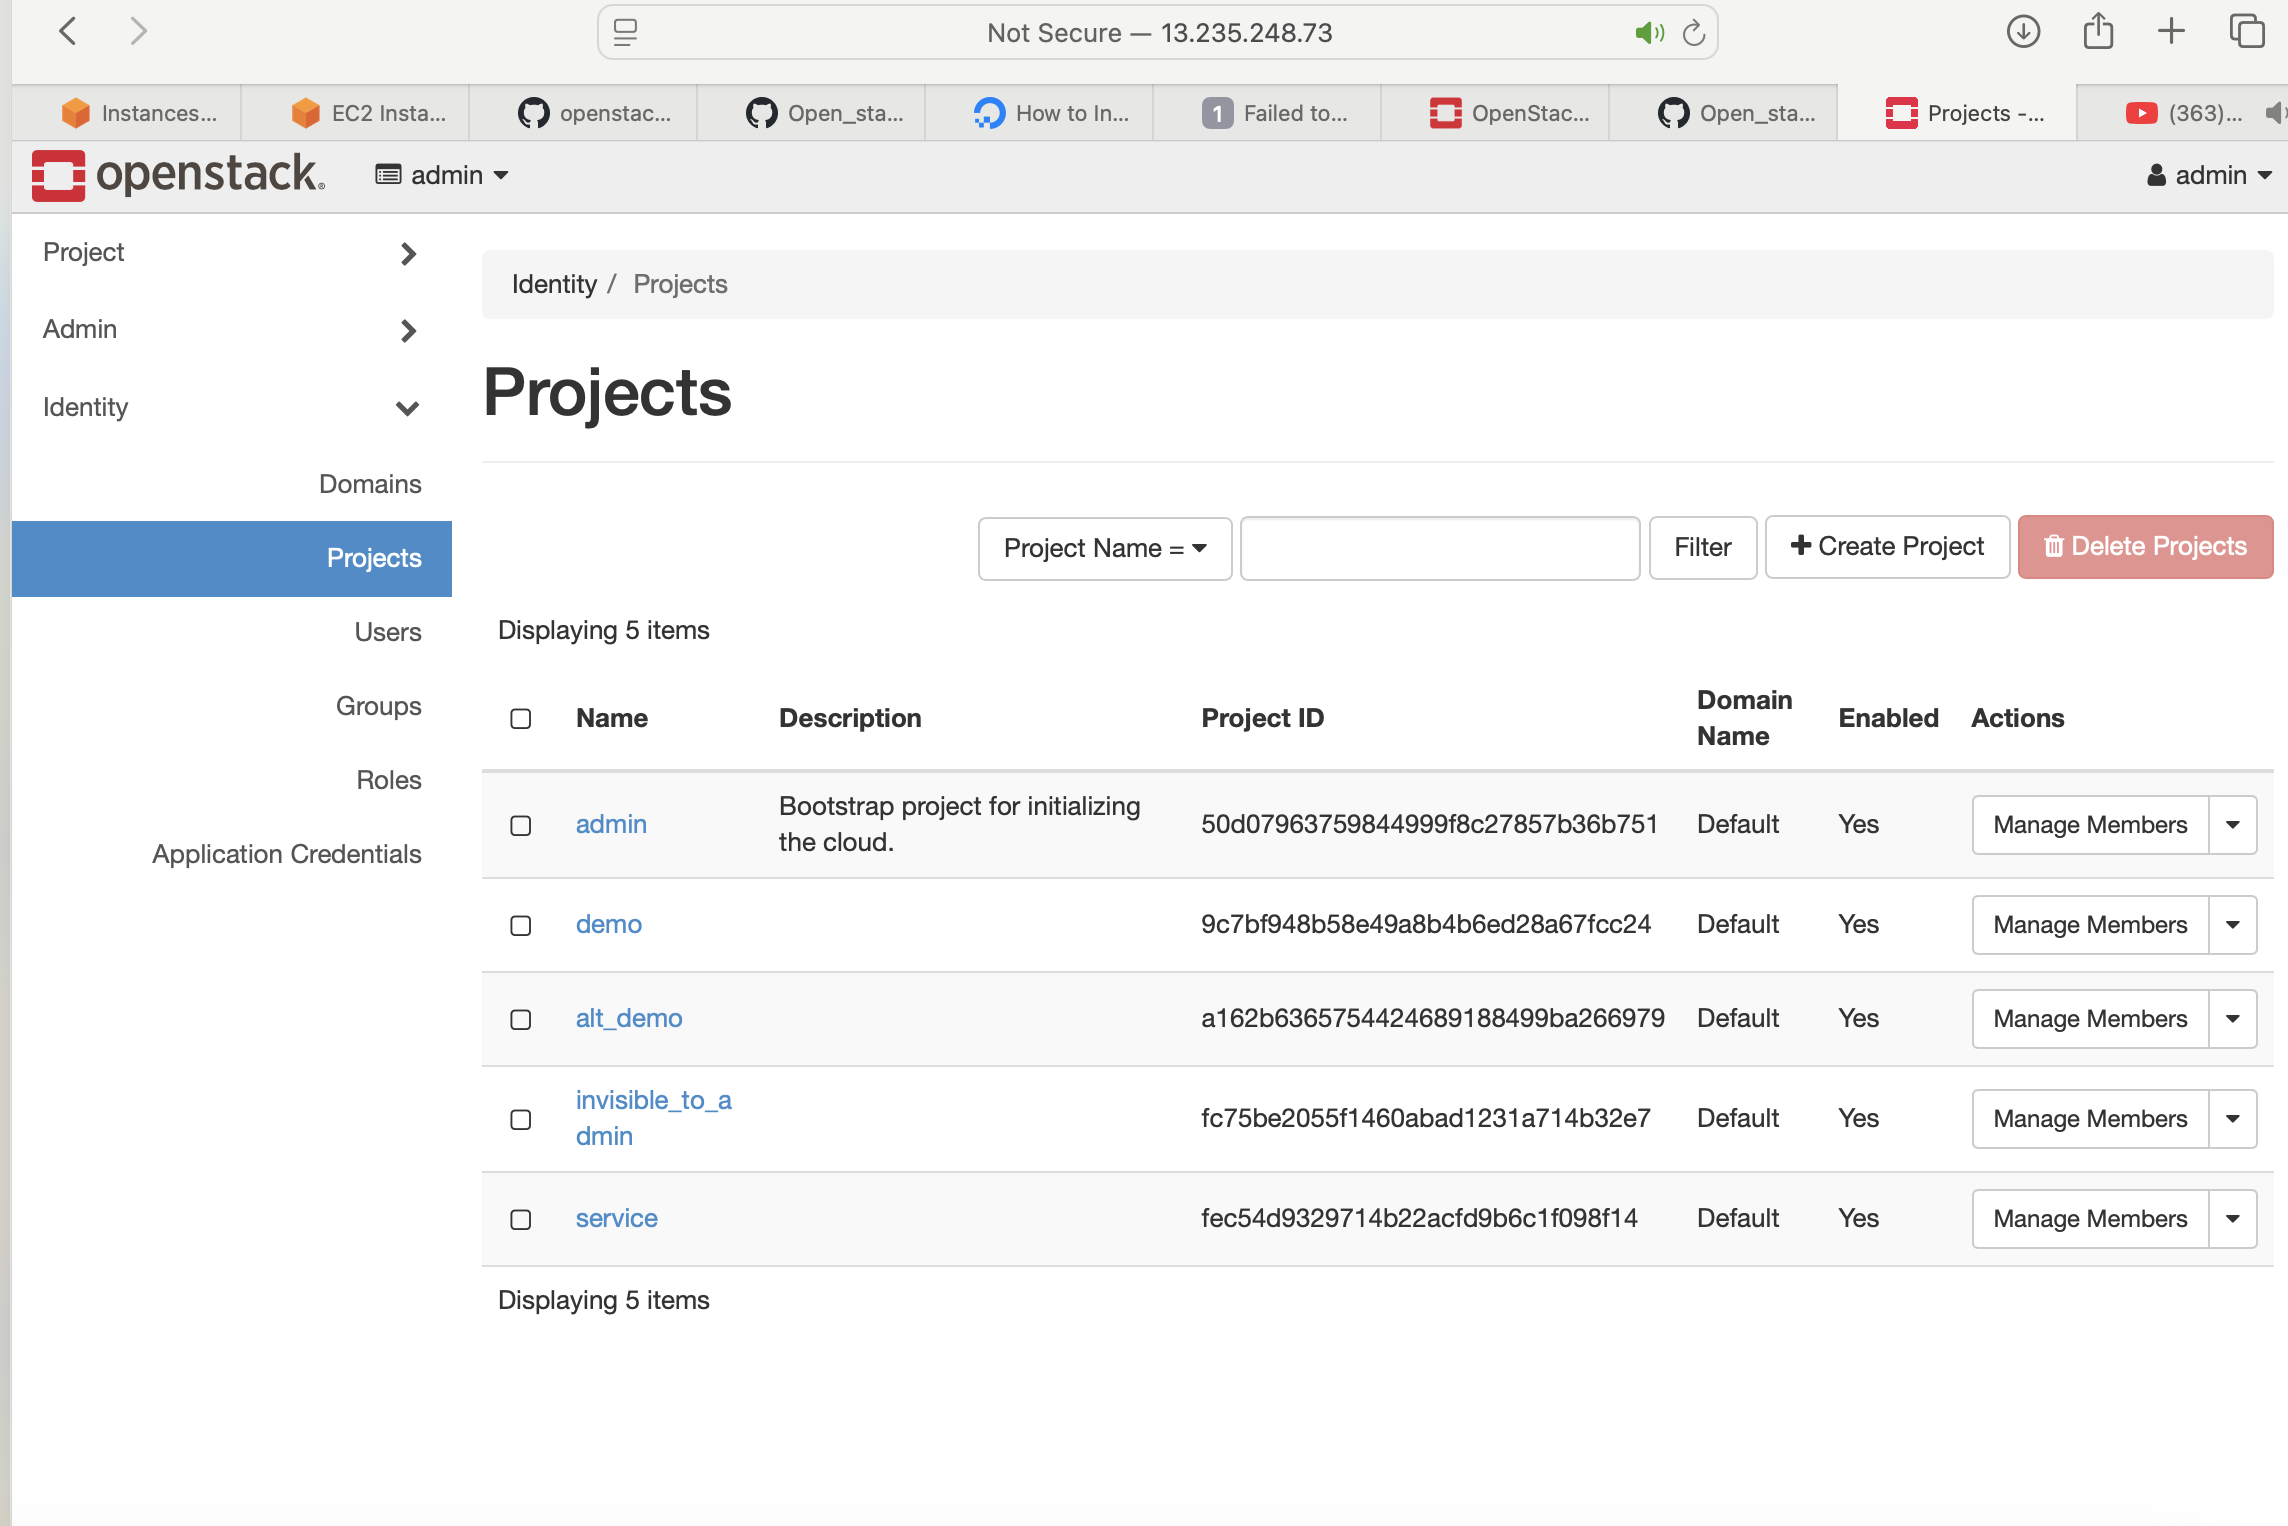 Not Secure — 13.235.248.73
Instances...
EC2 Insta...
openstac...
Open_sta...
How to In...
1 Failed to...
OpenStac...
Open_sta...
Projects -...
(363)...
openstack.
admin
admin
Project
Admin
Identity
Domains
Projects
Users
Groups
Roles
Application Credentials
Identity / Projects
Projects
Project Name =
Filter
+ Create Project
Delete Projects
Displaying 5 items
Name Description Project ID Domain Name Enabled Actions
admin Bootstrap project for initializing the cloud. 50d07963759844999f8c27857b36b751 Default Yes Manage Members
demo 9c7bf948b58e49a8b4b6ed28a67fcc24 Default Yes Manage Members
alt_demo a162b6365754424689188499ba266979 Default Yes Manage Members
invisible_to_admin fc75be2055f1460abad1231a714b32e7 Default Yes Manage Members
service fec54d9329714b22acfd9b6c1f098f14 Default Yes Manage Members
Displaying 5 items